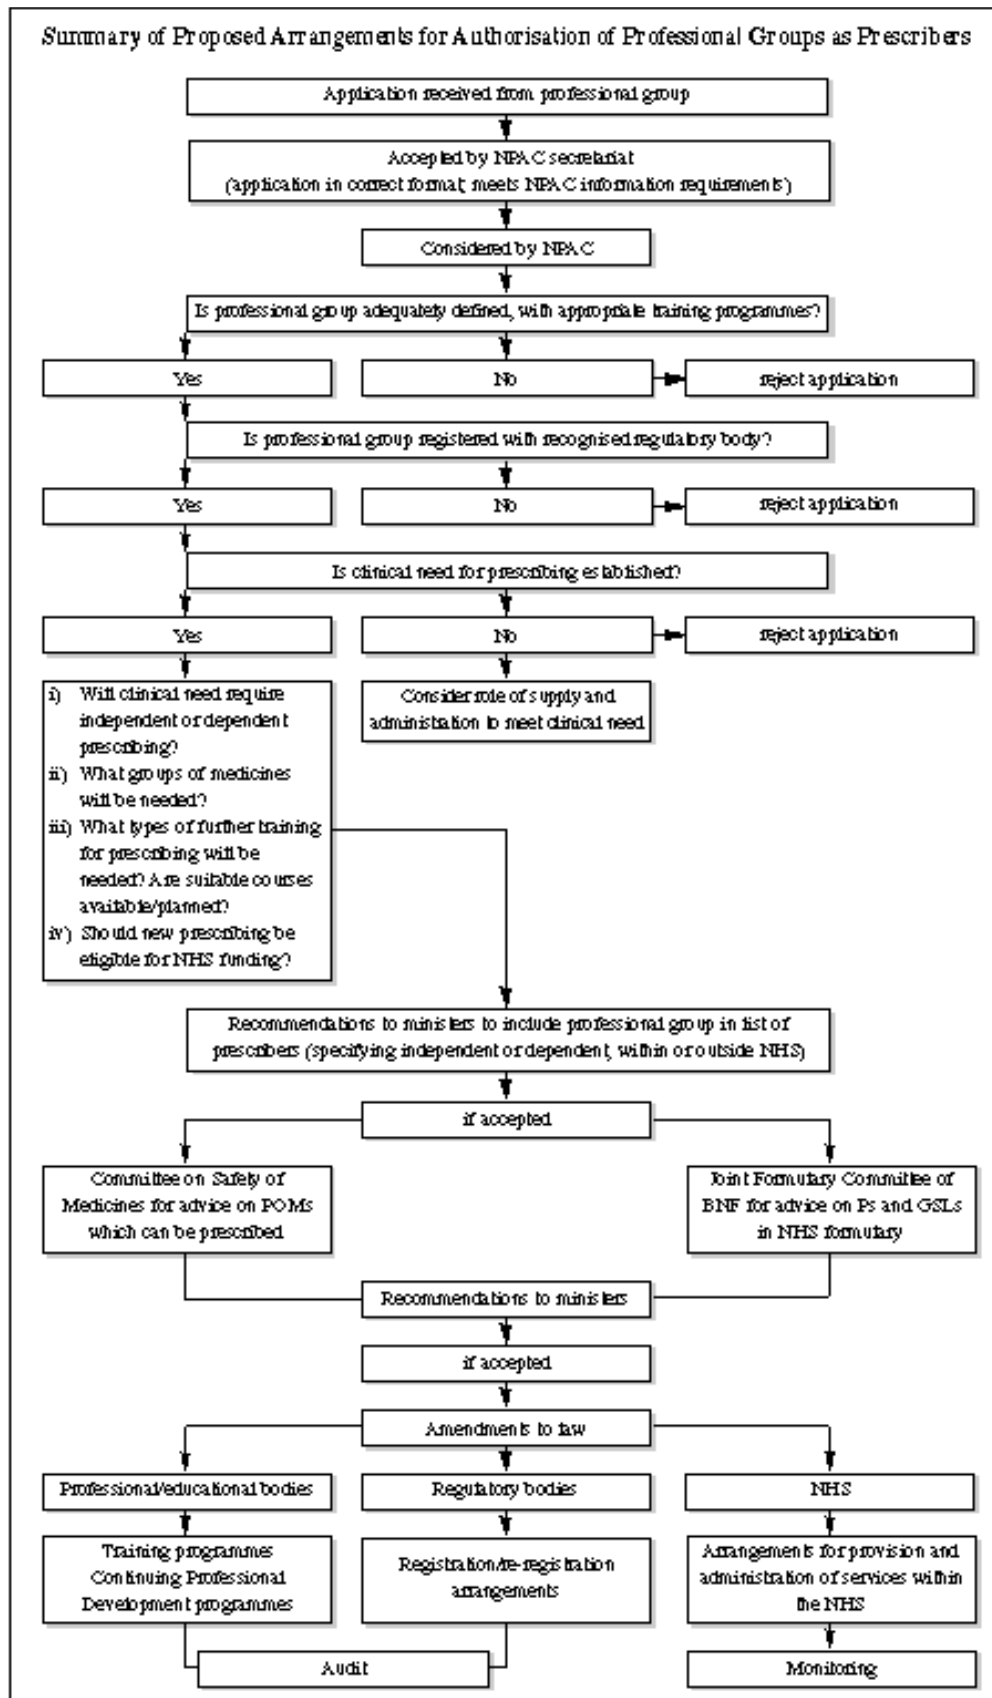 Summary of Proposed Arrangements for Authorisation of Professional Groups as Prescribers
Application received from professional group
Accepted by NPAC secretariat
(application in correct format; meets NPAC information requirements)
Considered by NPAC
Is professional group adequately defined, with appropriate training programmes?
Yes
No
reject application
Is professional group registered with recognised regulatory body?
Yes
No
reject application
Is clinical need for prescribing established?
Yes
No
reject application
i) Will clinical need require
independent or dependent
prescribing?
ii) What groups of medicines
will be needed?
iii) What types of further training
for prescribing will be
needed? Are suitable courses
available/planned?
iv) Should new prescribing be
eligible for NHS funding?
Consider role of supply and
administration to meet clinical need
Recommendations to ministers to include professional group in list of
prescribers (specifying independent or dependent, within or outside NHS)
if accepted
Committee on Safety of
Medicines for advice on POMs
which can be prescribed
Joint Formulary Committee of
BNF for advice on Ps and GSLs
in NHS formulary
Recommendations to ministers
if accepted
Amendments to law
Professional/educational bodies
Regulatory bodies
NHS
Training programmes
Continuing Professional
Development programmes
Registration/re-registration
arrangements
Arrangements for provision and
administration of services within
the NHS
Audit
Monitoring